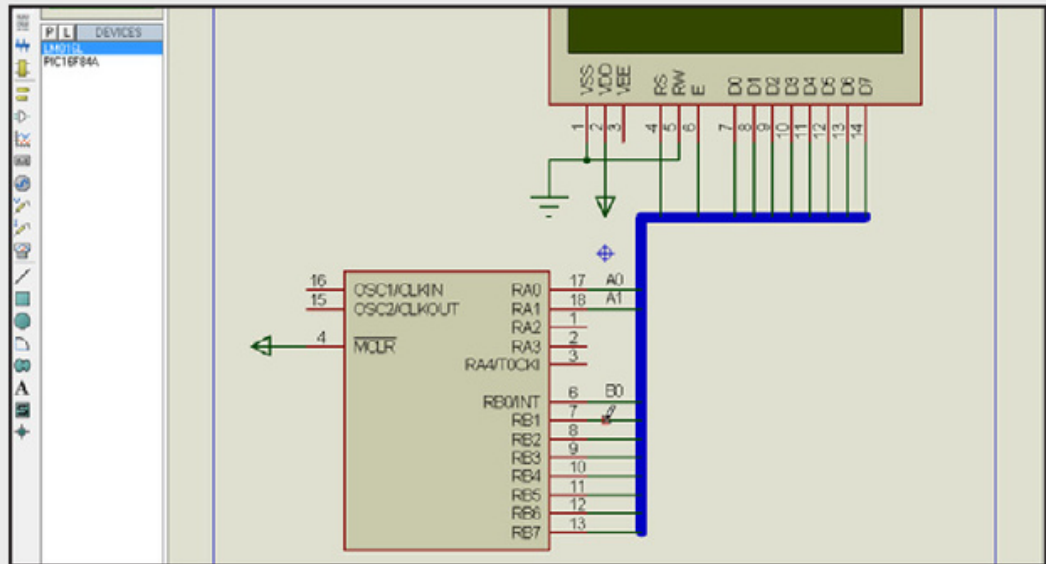 P L DEVICES
LM016L
PIC16F84A
VSS VDD VEE RS RW E D0 D1 D2 D3 D4 D5 D6 D7
1 2 3 4 5 6 7 8 9 10 11 12 13 14
16 OSC1/CLKIN RA0 17 A0
15 OSC2/CLKOUT RA1 18 A1
RA2 1
4 MCLR RA3 2
RA4/T0CKI 3
RB0/INT 6 B0
RB1 7
RB2 8
RB3 9
RB4 10
RB5 11
RB6 12
RB7 13
A